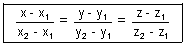 x - x₁ / x₂ - x₁ = y - y₁ / y₂ - y₁ = z - z₁ / z₂ - z₁